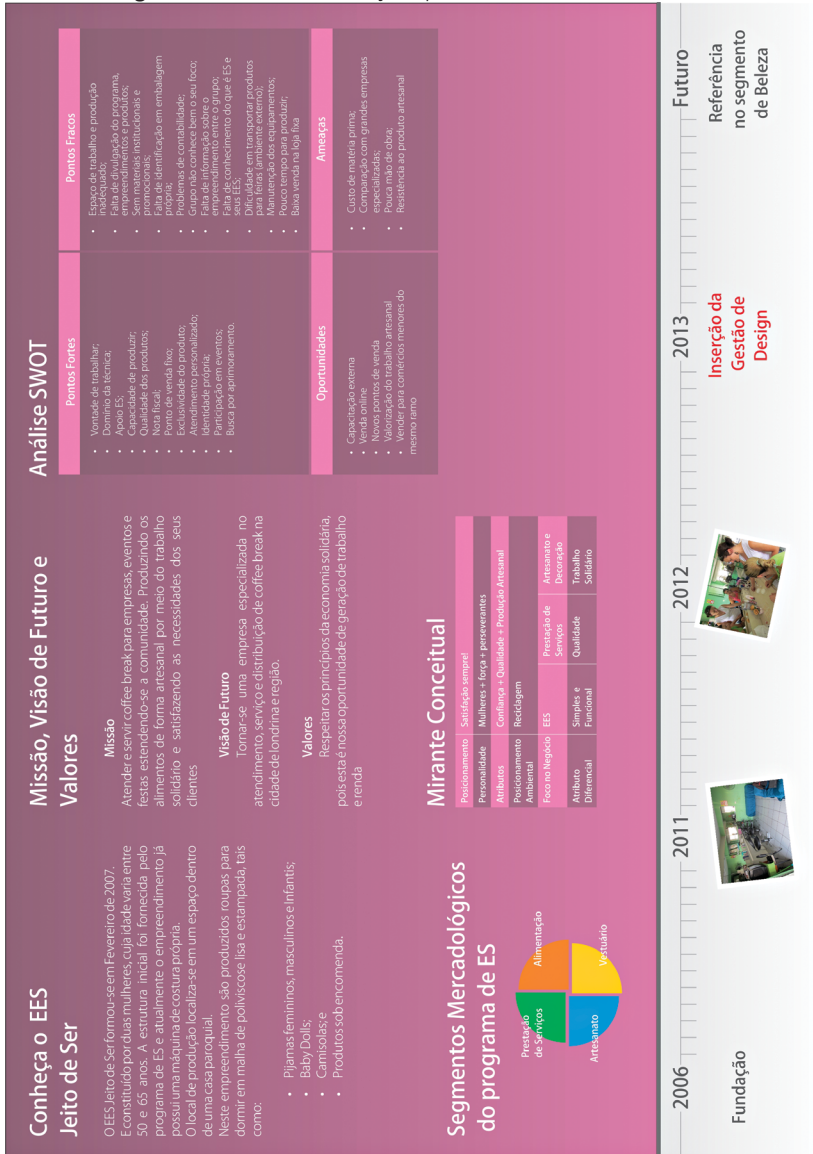 Conheça o EES
Jeito de Ser
O EES Jeito de Ser formou-se em Fevereiro de 2007.
E constituído por duas mulheres, cuja idade varia entre
50 e 65 anos. A estrutura inicial foi fornecida pelo
programa de ES e atualmente o empreendimento já
possui uma máquina de costura própria.
O local de produção localiza-se em um espaço dentro
de uma casa paroquial.
Neste empreendimento são produzidos roupas para
dormir em malha de poliviscose lisa e estampada, tais
como:
• Pijamas femininos, masculinos e Infantis;
• Baby Dolls;
• Camisolas; e
• Produtos sob encomenda.
Missão, Visão de Futuro e
Valores
Missão
Atender e servir coffee break para empresas, eventos e
festas estendendo-se a comunidade. Produzindo os
alimentos de forma artesanal por meio do trabalho
solidário e satisfazendo as necessidades dos seus
clientes
Visão de Futuro
Tornar-se uma empresa especializada no
atendimento, serviço e distribuição de coffee break na
cidade de londrina e região.
Valores
Respeitar os princípios da economia solidária,
pois esta é nossa oportunidade de geração de trabalho
e renda
Análise SWOT
Pontos Fortes
• Vontade de trabalhar;
• Domínio da técnica;
• Apoio ES;
• Capacidade de produzir;
• Qualidade dos produtos;
• Nota fiscal;
• Ponto de venda fixo;
• Exclusividade do produto;
• Atendimento personalizado;
• Identidade própria;
• Participação em eventos;
• Busca por aprimoramento.
Pontos Fracos
• Espaço de trabalho e produção
inadequado;
• Falta de divulgação do programa,
empreendimentos e produtos;
• Sem materiais institucionais e
promocionais;
• Falta de identificação em embalagem
própria;
• Problemas de contabilidade;
• Grupo não conhece bem o seu foco;
• Falta de informação sobre o
empreendimento entre o grupo;
• Falta de conhecimento do que é ES e
seus EES;
• Dificuldade em transportar produtos
para feiras (ambiente externo);
• Manutenção dos equipamentos;
• Pouco tempo para produzir;
• Baixa venda na loja fixa
Oportunidades
• Capacitação externa
• Venda online
• Novos pontos de venda
• Valorização do trabalho artesanal
• Vender para comércios menores do
mesmo ramo
Ameaças
• Custo de matéria prima;
• Comparação com grandes empresas
especializadas;
• Pouca mão de obra;
• Resistência ao produto artesanal
Segmentos Mercadológicos
do programa de ES
Prestação
de Serviços
Alimentação
Artesanato
Vestuário
Mirante Conceitual
Posicionamento Satisfação sempre!
Personalidade Mulheres + força + perseverantes
Atributos Confiança + Qualidade + Produção Artesanal
Posicionamento
Ambiental
Reciclagem
Foco no Negócio
EES
Prestação de
Serviços
Artesanato e
Decoração
Atributo
Diferencial
Simples e
Funcional
Qualidade
Trabalho
Solidário
2006 2011 2012 2013 Futuro
Fundação
Inserção da
Gestão de
Design
Referência
no segmento
de Beleza